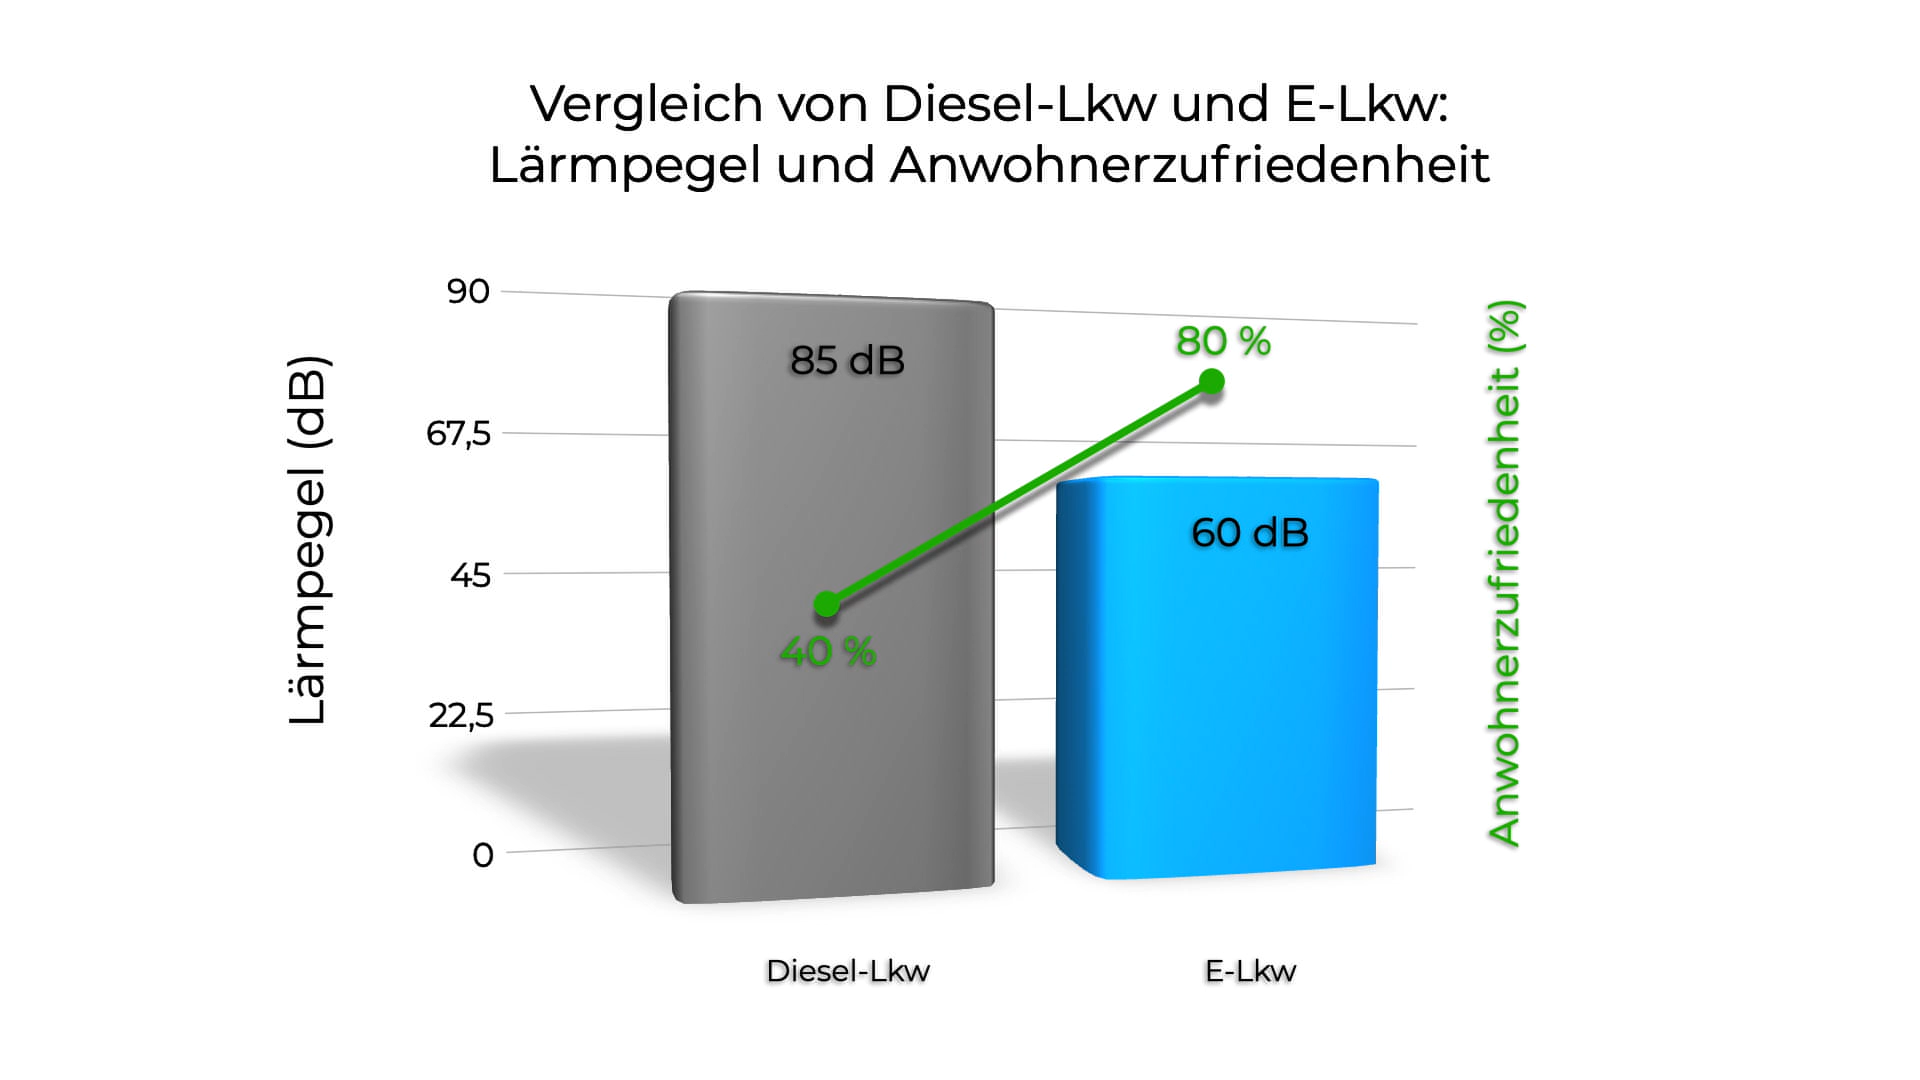 Vergleich von Diesel-Lkw und E-Lkw:
Lärmpegel und Anwohnerzufriedenheit
Lärmpegel (dB)
90
67,5
45
22,5
0
85 dB
40 %
80 %
60 dB
Anwohnerzufriedenheit (%)
Diesel-Lkw
E-Lkw